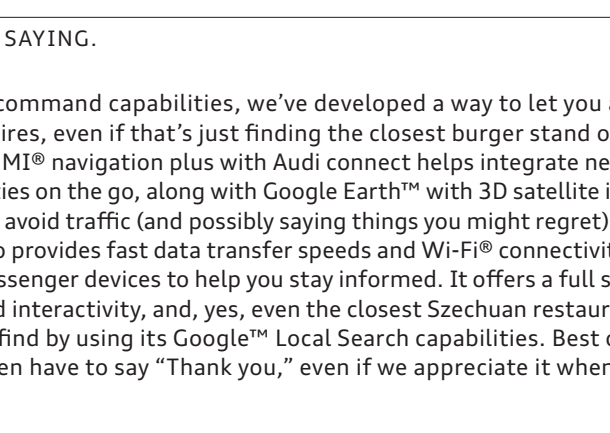 SAYING.
command capabilities, we’ve developed a way to let you
ires, even if that’s just finding the closest burger stand o
MI® navigation plus with Audi connect helps integrate ne
ties on the go, along with Google Earth™ with 3D satellite i
avoid traffic (and possibly saying things you might regret)
o provides fast data transfer speeds and Wi-Fi® connectivit
ssenger devices to help you stay informed. It offers a full s
d interactivity, and, yes, even the closest Szechuan restaur
find by using its Google™ Local Search capabilities. Best
en have to say “Thank you,” even if we appreciate it when